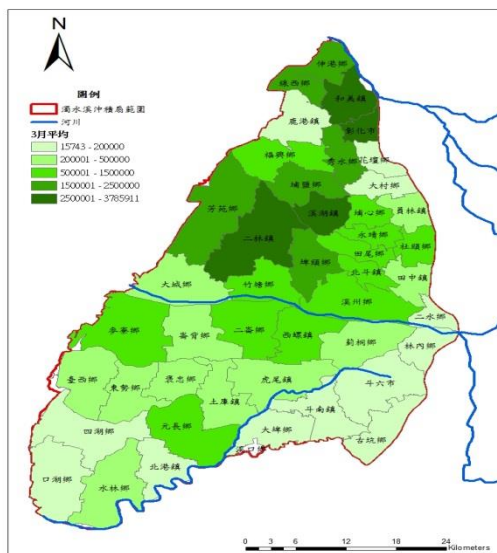 N
圖例
濁水溪沖積扇範圍
河川
3月平均
15743 - 200000
200001 - 500000
500001 - 1500000
1500001 - 2500000
2500001 - 3785911
伸港鄉
線西鄉
和美鎮
鹿港鎮
彰化市
福興鄉
秀水鄉
花壇鄉
埔鹽鄉
大村鄉
芳苑鄉
溪湖鎮
埔心鄉
員林鎮
二林鎮
永靖鄉
社頭鄉
埤頭鄉
田尾鄉
北斗鎮
田中鎮
大城鄉
竹塘鄉
溪州鄉
二水鄉
麥寮鄉
崙背鄉
二崙鄉
西螺鎮
莿桐鄉
林內鄉
臺西鄉
東勢鄉
褒忠鄉
虎尾鎮
斗六市
土庫鎮
四湖鄉
元長鄉
斗南鎮
大埤鄉
古坑鄉
口湖鄉
水林鄉
北港鎮
0 3 6 12 18 24
Kilometers